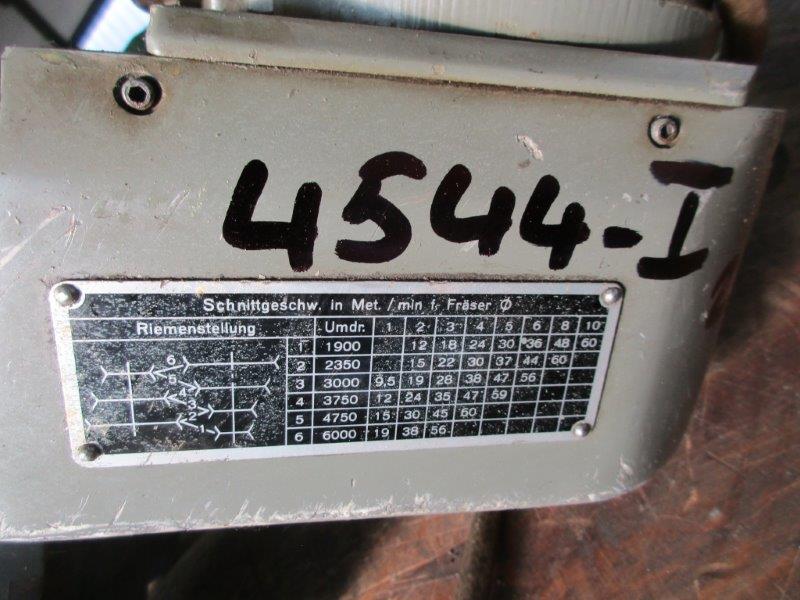 4544-I
Schnittgeschw. in Met./min f. Fräser Ø
Riemenstellung Umdr. 1 2 3 4 5 6 8 10
1 1900 12 18 24 30 36 48 60
2 2350 15 22 30 37 44 60
3 3000 9,5 19 28 38 47 56
4 3750 12 24 35 47 59
5 4750 15 30 45 60
6 6000 19 38 56
6
5
4
3
2
1